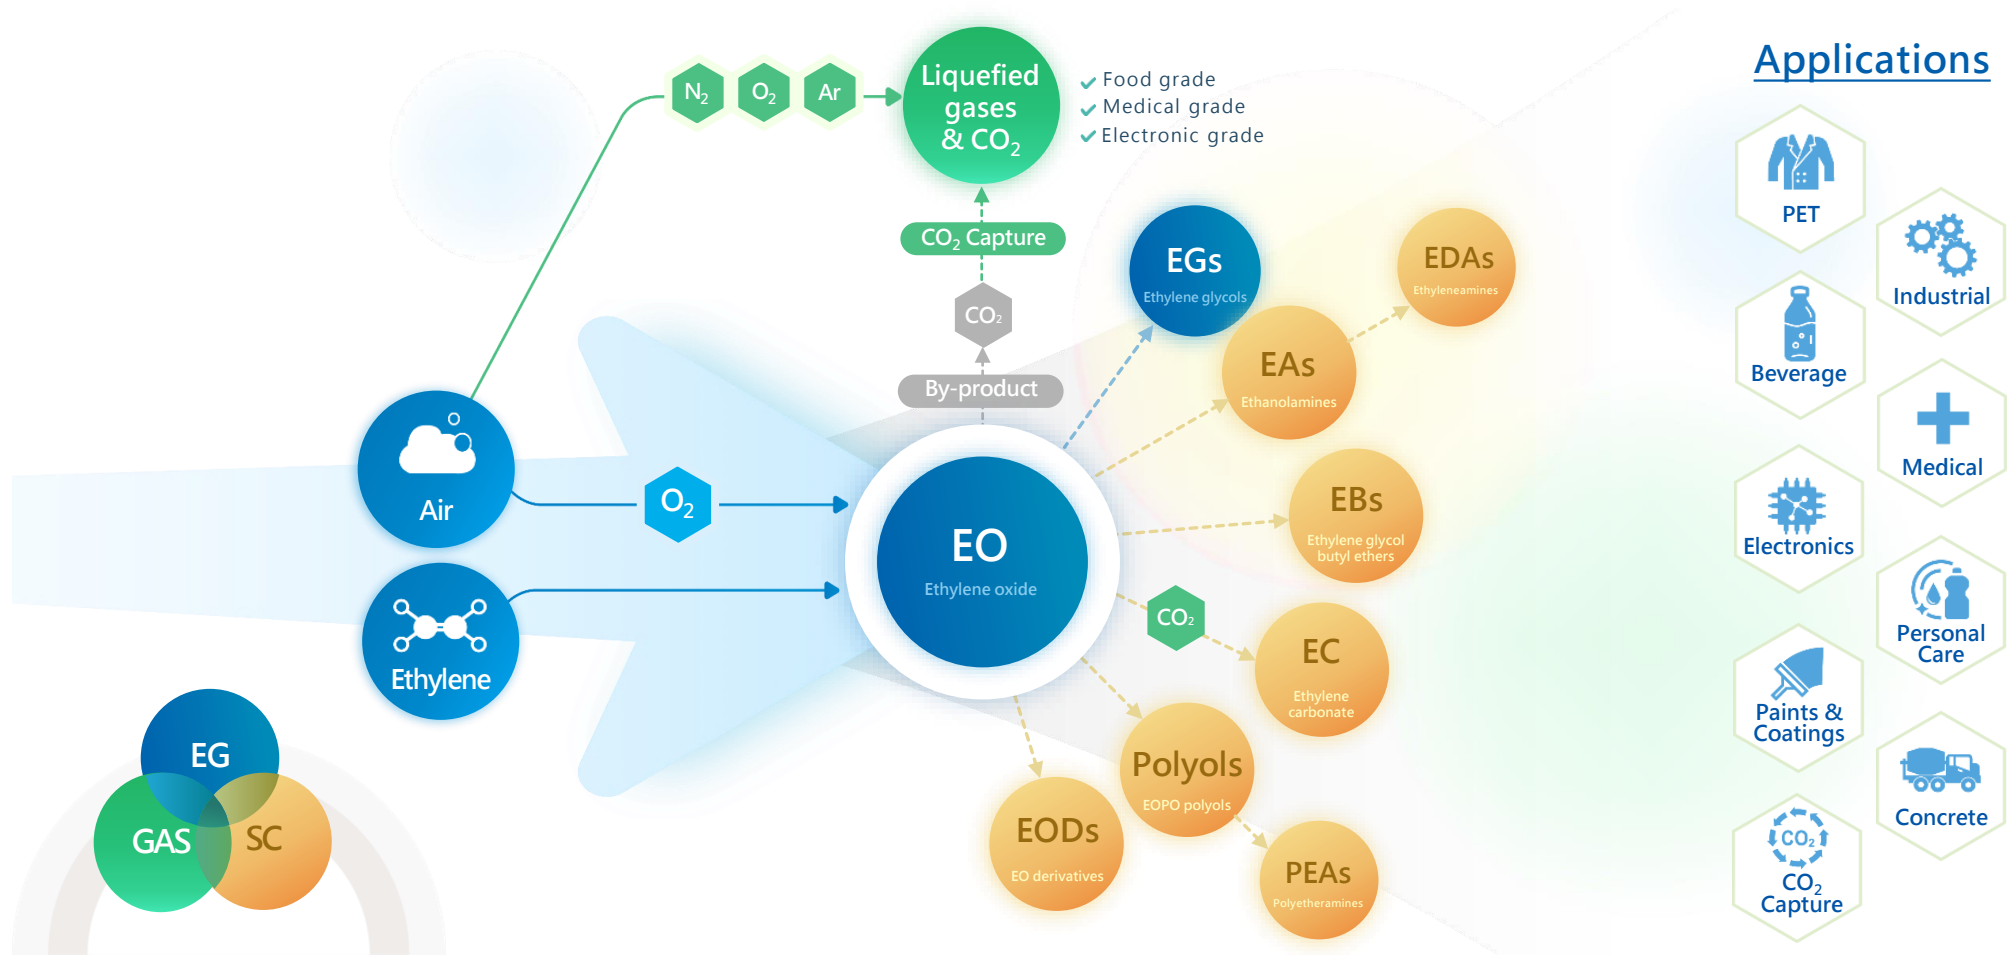 Applications
N₂
O₂
Ar
Liquefied
gases
& CO₂
Food grade
Medical grade
Electronic grade
CO₂ Capture
CO₂
By-product
Air
O₂
Ethylene
EO
Ethylene oxide
EGs
Ethylene glycols
EAs
Ethanolamines
EDAs
Ethyleneamines
EBs
Ethylene glycol
butyl ethers
CO₂
EC
Ethylene
carbonate
Polyols
EOPO polyols
PEAs
Polyetheramines
EODs
EO derivatives
EG
GAS
SC
PET
Industrial
Beverage
Medical
Electronics
Personal
Care
Paints &
Coatings
Concrete
CO₂
CO₂
Capture